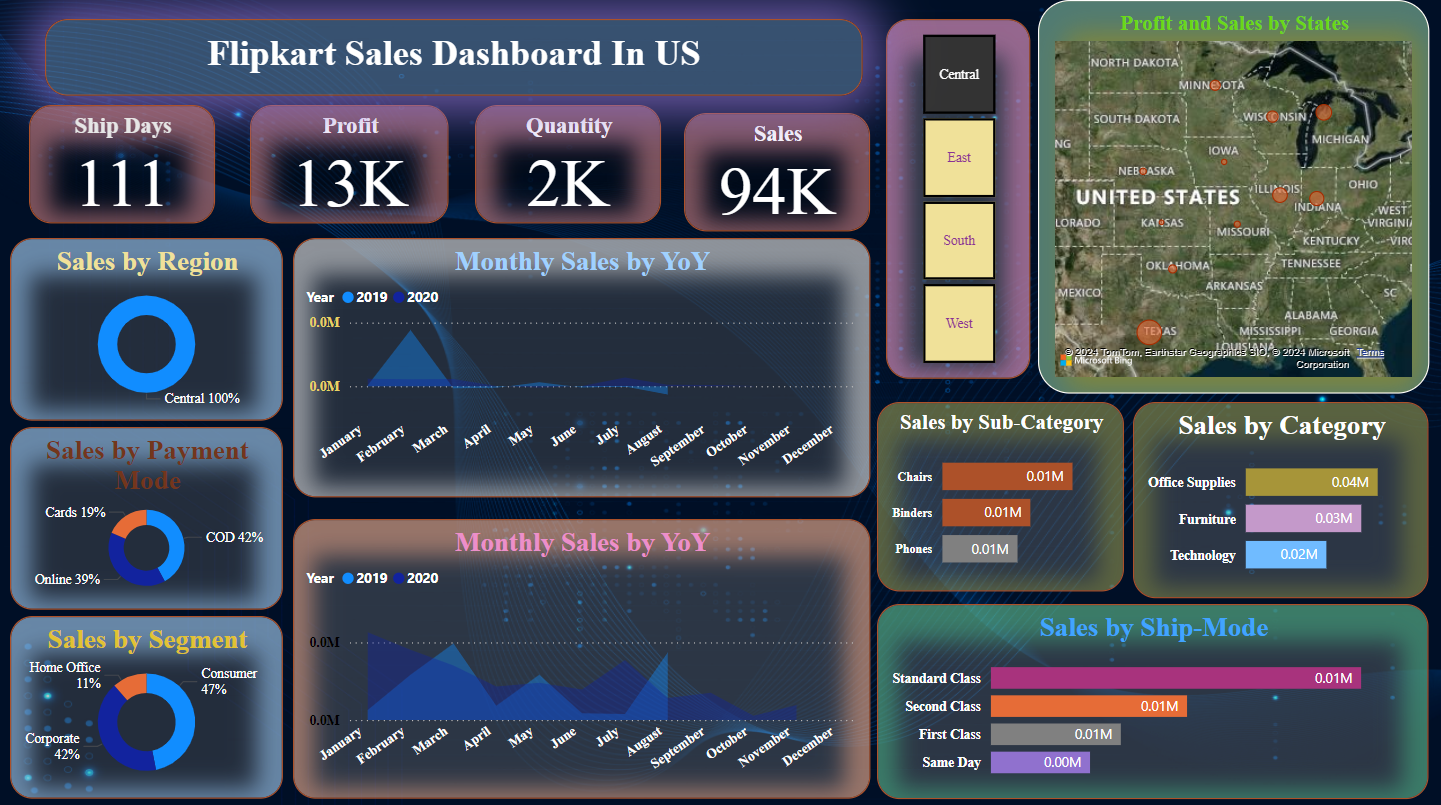 Flipkart Sales Dashboard In US
Ship Days
111
Profit
13K
Quantity
2K
Sales
94K
Central
East
South
West
Profit and Sales by States
NORTH DAKOTA
MINNESOTA
SOUTH DAKOTA
WISCONSIN
MICHIGAN
NG
IOWA
NEBRASKA
UNITED STATES
ILLINOIS
OHIO
INDIANA
LORADO
KANSAS
MISSOURI
WEST
VIRGINIA
VIRG
KENTUCKY
OKLAHOMA
TENNESSEE
MEXICO
ARKANSAS
SC
ALABAMA
TEXAS
MISSISSIPPI
GEORGIA
LOUISIANA
© 2024 TomTom, Earthstar Geographics SIO, © 2024 Microsoft Corporation
Terms
Microsoft Bing
Sales by Region
Central 100%
Sales by Payment
Mode
Cards 19%
COD 42%
Online 39%
Sales by Segment
Home Office
11%
Consumer
47%
Corporate
42%
Monthly Sales by YoY
Year 2019 2020
0.0M
0.0M
January
February
March
April
May
June
July
August
September
October
November
December
Monthly Sales by YoY
Year 2019 2020
0.0M
0.0M
January
February
March
April
May
June
July
August
September
October
November
December
Sales by Sub-Category
Chairs 0.01M
Binders 0.01M
Phones 0.01M
Sales by Category
Office Supplies 0.04M
Furniture 0.03M
Technology 0.02M
Sales by Ship-Mode
Standard Class 0.01M
Second Class 0.01M
First Class 0.01M
Same Day 0.00M